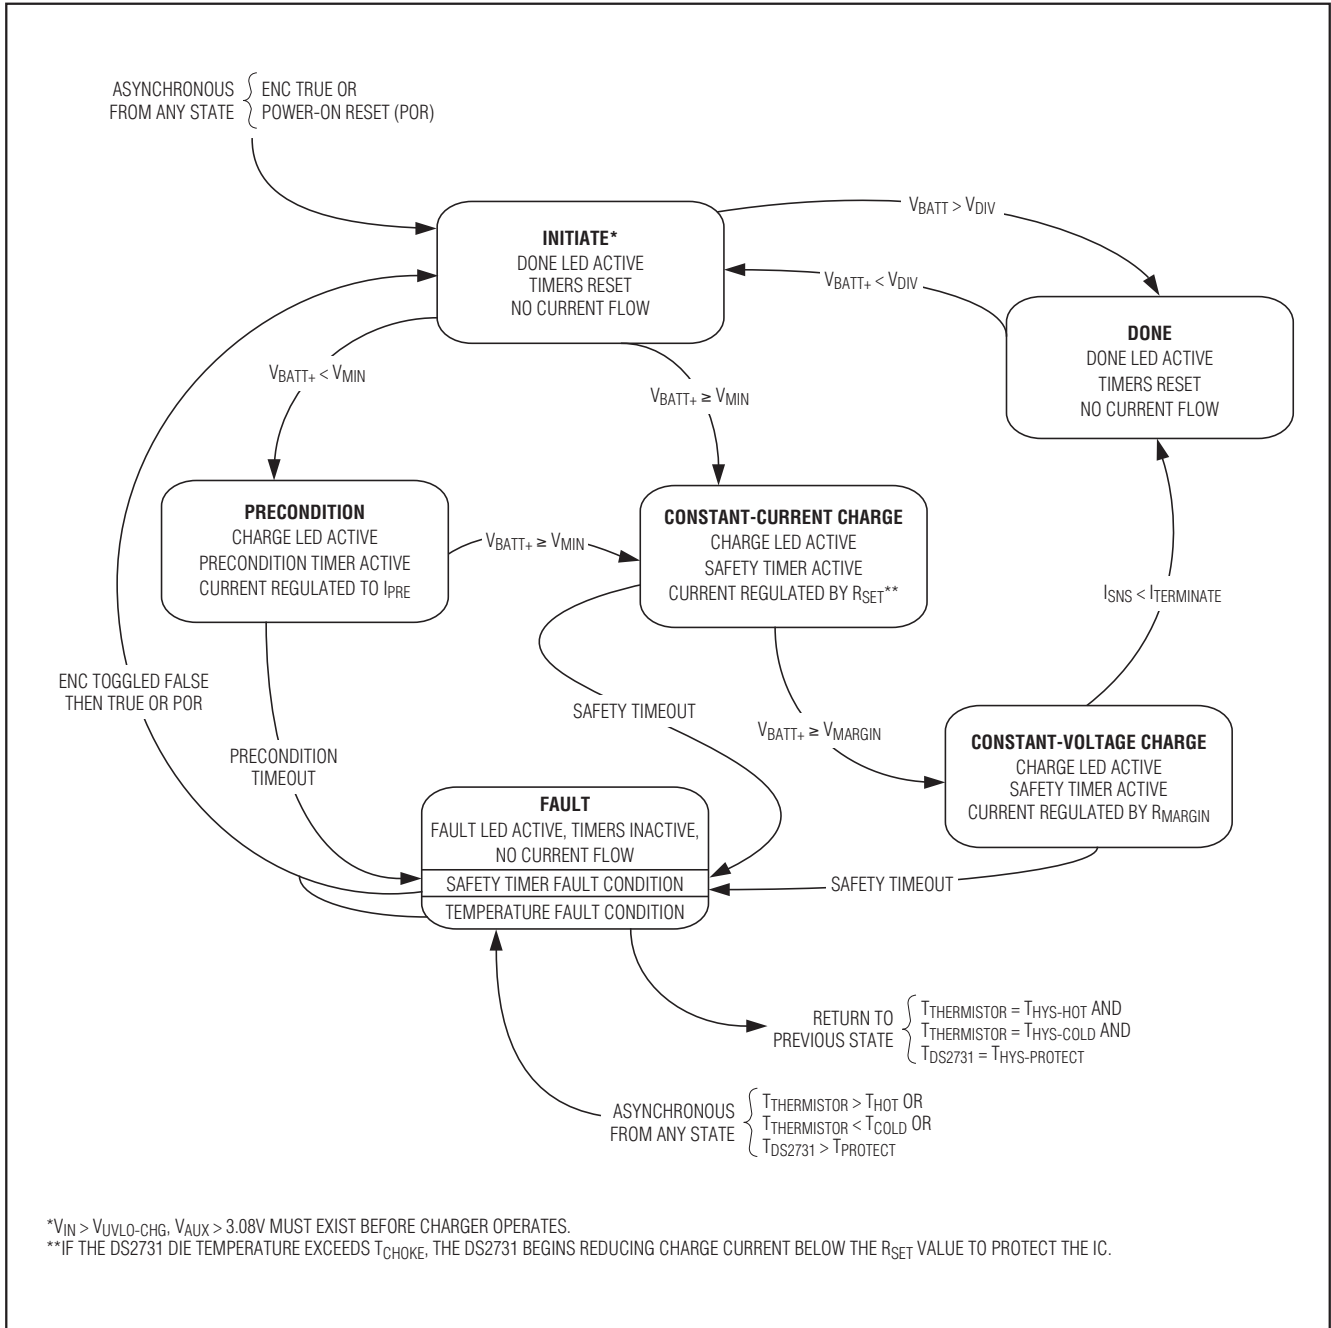 ASYNCHRONOUS
FROM ANY STATE
ENC TRUE OR
POWER-ON RESET (POR)
INITIATE*
DONE LED ACTIVE
TIMERS RESET
NO CURRENT FLOW
VBATT > VDIV
VBATT+ < VDIV
DONE
DONE LED ACTIVE
TIMERS RESET
NO CURRENT FLOW
VBATT+ < VMIN
VBATT+ ≥ VMIN
PRECONDITION
CHARGE LED ACTIVE
PRECONDITION TIMER ACTIVE
CURRENT REGULATED TO IPRE
VBATT+ ≥ VMIN
CONSTANT-CURRENT CHARGE
CHARGE LED ACTIVE
SAFETY TIMER ACTIVE
CURRENT REGULATED BY RSET**
ISNS < ITERMINATE
ENC TOGGLED FALSE
THEN TRUE OR POR
SAFETY TIMEOUT
VBATT+ ≥ VMARGIN
PRECONDITION
TIMEOUT
CONSTANT-VOLTAGE CHARGE
CHARGE LED ACTIVE
SAFETY TIMER ACTIVE
CURRENT REGULATED BY RMARGIN
FAULT
FAULT LED ACTIVE, TIMERS INACTIVE,
NO CURRENT FLOW
SAFETY TIMER FAULT CONDITION
TEMPERATURE FAULT CONDITION
SAFETY TIMEOUT
RETURN TO
PREVIOUS STATE
TTHERMISTOR = THYS-HOT AND
TTHERMISTOR = THYS-COLD AND
TDS2731 = THYS-PROTECT
ASYNCHRONOUS
FROM ANY STATE
TTHERMISTOR > THOT OR
TTHERMISTOR < TCOLD OR
TDS2731 > TPROTECT
*VIN > VUVLO-CHG, VAUX > 3.08V MUST EXIST BEFORE CHARGER OPERATES.
**IF THE DS2731 DIE TEMPERATURE EXCEEDS TCHOKE, THE DS2731 BEGINS REDUCING CHARGE CURRENT BELOW THE RSET VALUE TO PROTECT THE IC.